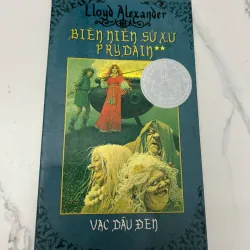 Lloyd Alexander
BIÊN NIÊN SỬ XỨ
PRYDAIN**
VẠC DẦU ĐEN